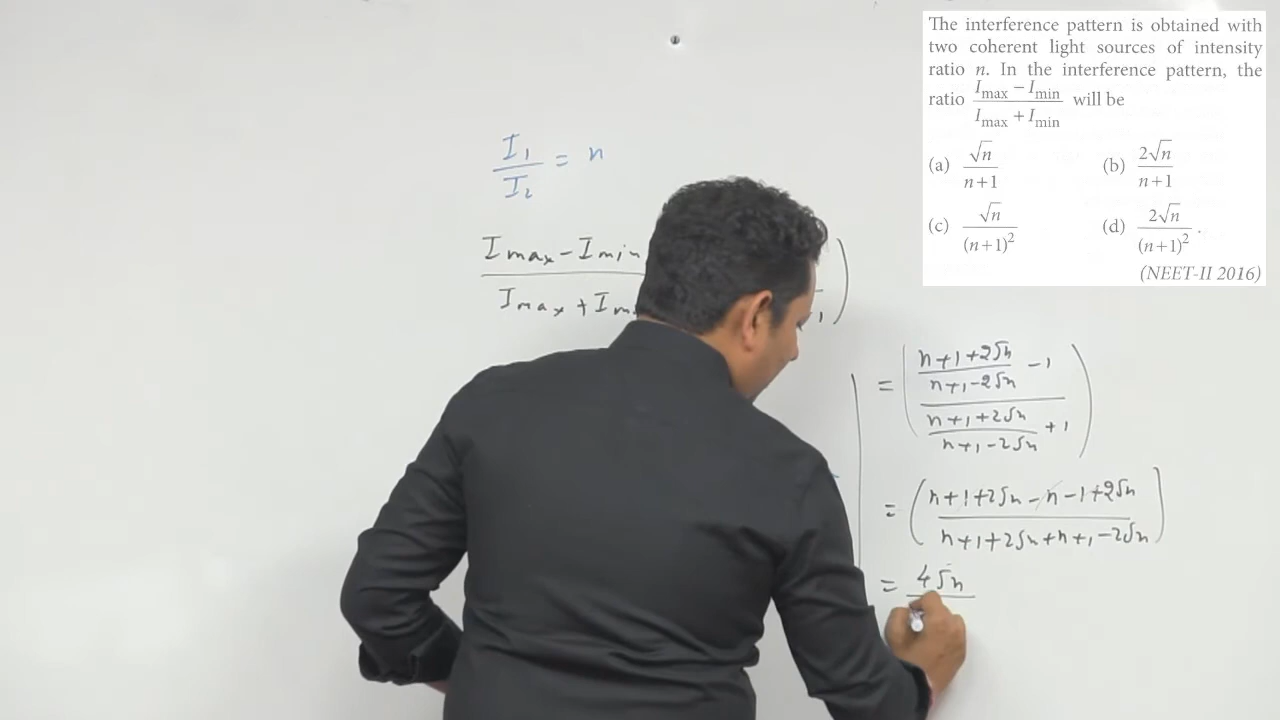 The interference pattern is obtained with
two coherent light sources of intensity
ratio n. In the interference pattern, the
ratio (Imax − Imin)/(Imax + Imin) will be
(a) √n/(n+1) (b) 2√n/(n+1)
(c) √n/(n+1)² (d) 2√n/(n+1)² .
(NEET-II 2016)
I₁/I₂ = n
Imax − Imin
Imax + Im
= ((n+1+2√n)/(n+1−2√n) − 1)/((n+1+2√n)/(n+1−2√n) + 1)
= ((n+1+2√n−n−1+2√n)/(n+1+2√n+n+1−2√n))
= 4√n